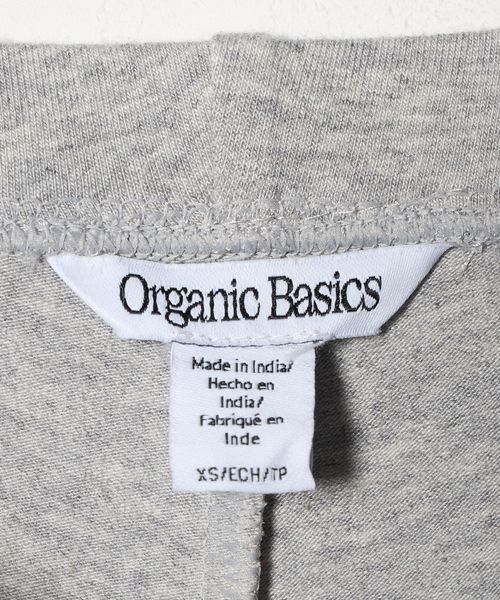 Organic Basics
Made in India/
Hecho en
India/
Fabriqué en
Inde
XS/ECH/TP